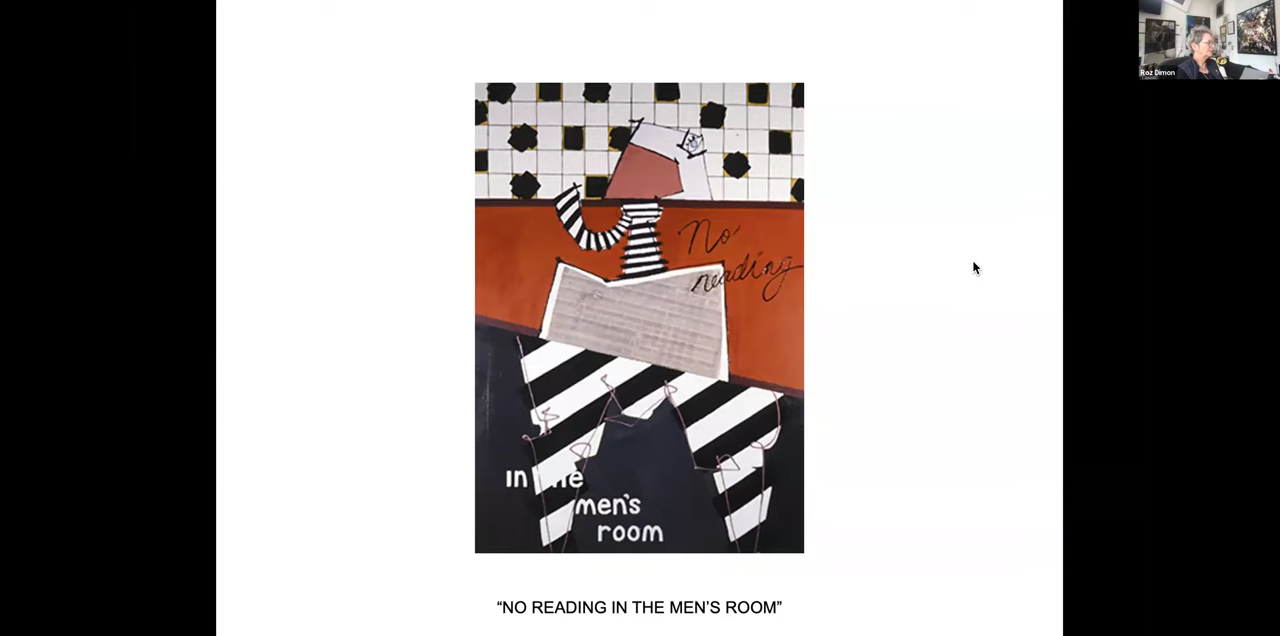 Roz Dimon
No
reading
in the
men's
room
“NO READING IN THE MEN’S ROOM”